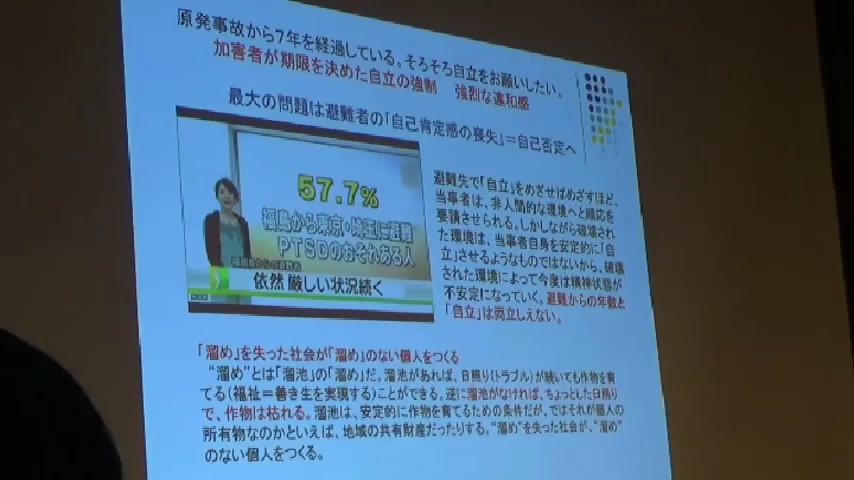 原発事故から7年を経過している。そろそろ自立をお願いしたい。
加害者が期限を決めた自立の強制　強烈な違和感
最大の問題は避難者の「自己肯定感の喪失」＝自己否定へ
57.7%
福島から東京・埼玉に避難
PTSDのおそれある人
依然 厳しい状況続く
避難先で「自立」をめざせばめざすほど、
当事者は、非人間的な環境へと順応を
要請させられる。しかしながら破壊され
た環境は、当事者自身を安定的に「自
立」させるようなものではないから、破壊
された環境によって今度は精神状態が
不安定になっていく。避難からの年数と
「自立」は両立しえない。
「溜め」を失った社会が「溜め」のない個人をつくる
“溜め”とは「溜池」の「溜め」だ。溜池があれば、日照り(トラブル)が続いても作物を育
てる(福祉＝善き生を実現する)ことができる。逆に溜池がなければ、ちょっとした日照り
で、作物は枯れる。溜池は、安定的に作物を育てるための条件だが、ではそれが個人の
所有物なのかといえば、地域の共有財産だったりする。“溜め”を失った社会が、“溜め”
のない個人をつくる。